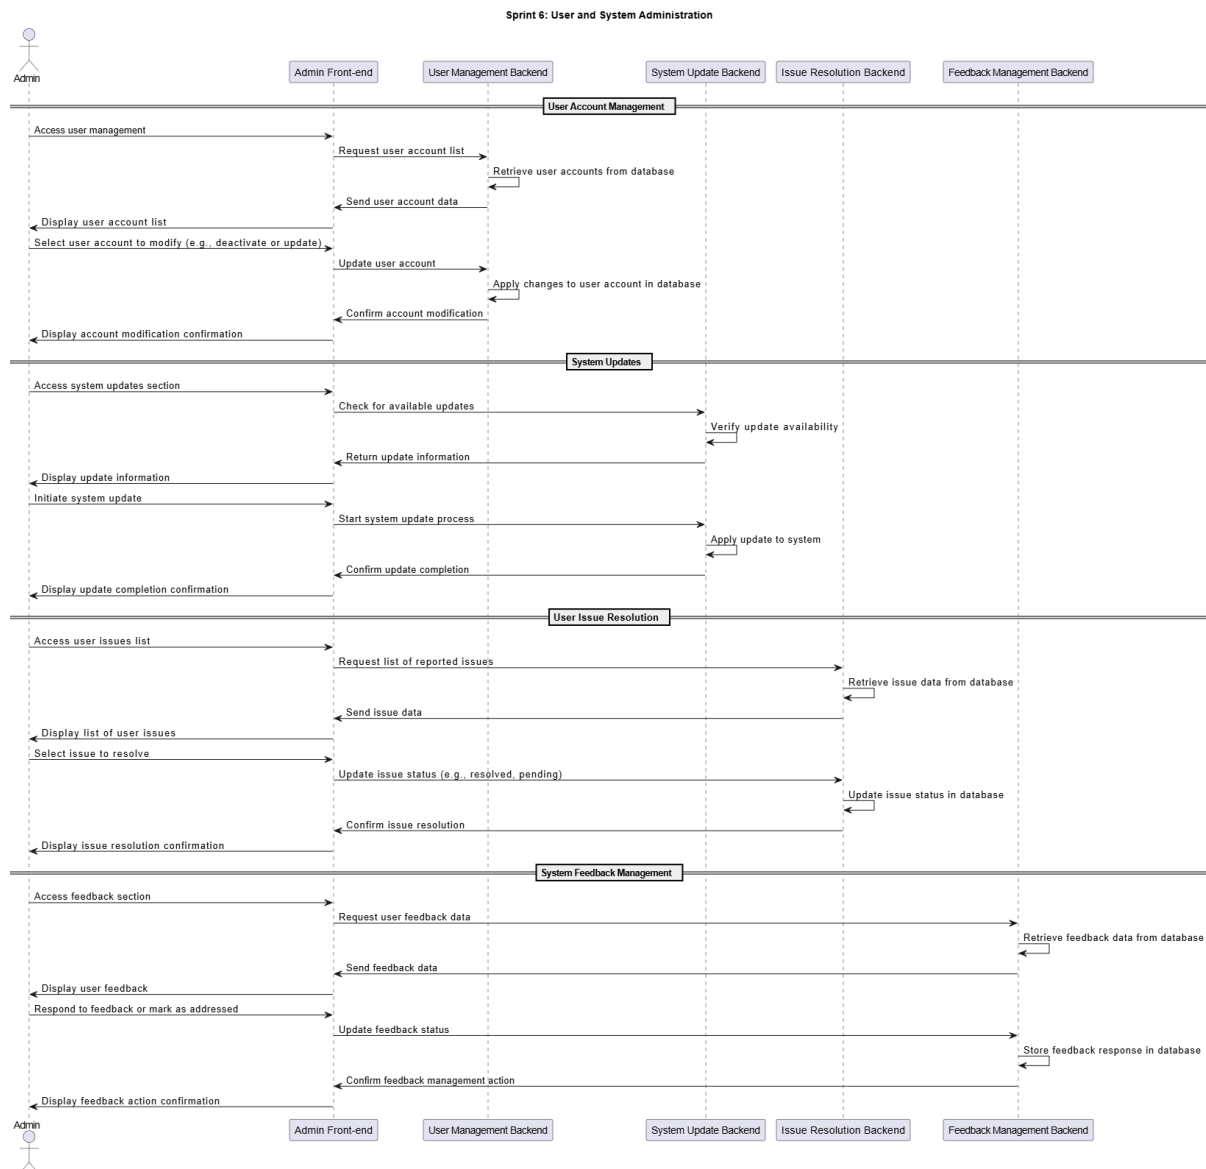 Sprint 6: User and System Administration
Admin
Admin Front-end
User Management Backend
System Update Backend
Issue Resolution Backend
Feedback Management Backend
User Account Management
Access user management
Request user account list
Retrieve user accounts from database
Send user account data
Display user account list
Select user account to modify (e.g., deactivate or update)
Update user account
Apply changes to user account in database
Confirm account modification
Display account modification confirmation
System Updates
Access system updates section
Check for available updates
Verify update availability
Return update information
Display update information
Initiate system update
Start system update process
Apply update to system
Confirm update completion
Display update completion confirmation
User Issue Resolution
Access user issues list
Request list of reported issues
Retrieve issue data from database
Send issue data
Display list of user issues
Select issue to resolve
Update issue status (e.g., resolved, pending)
Update issue status in database
Confirm issue resolution
Display issue resolution confirmation
System Feedback Management
Access feedback section
Request user feedback data
Retrieve feedback data from database
Send feedback data
Display user feedback
Respond to feedback or mark as addressed
Update feedback status
Store feedback response in database
Confirm feedback management action
Display feedback action confirmation
Admin
Admin Front-end
User Management Backend
System Update Backend
Issue Resolution Backend
Feedback Management Backend